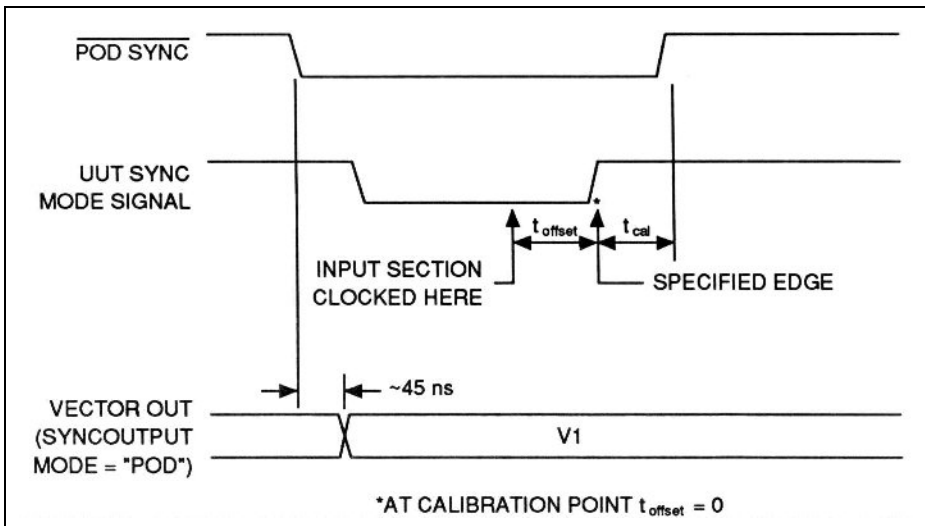 POD SYNC
UUT SYNC
MODE SIGNAL
t offset
t cal
INPUT SECTION
CLOCKED HERE
SPECIFIED EDGE
~45 ns
VECTOR OUT
(SYNCOUTPUT
MODE = "POD")
V1
*
*AT CALIBRATION POINT t offset = 0